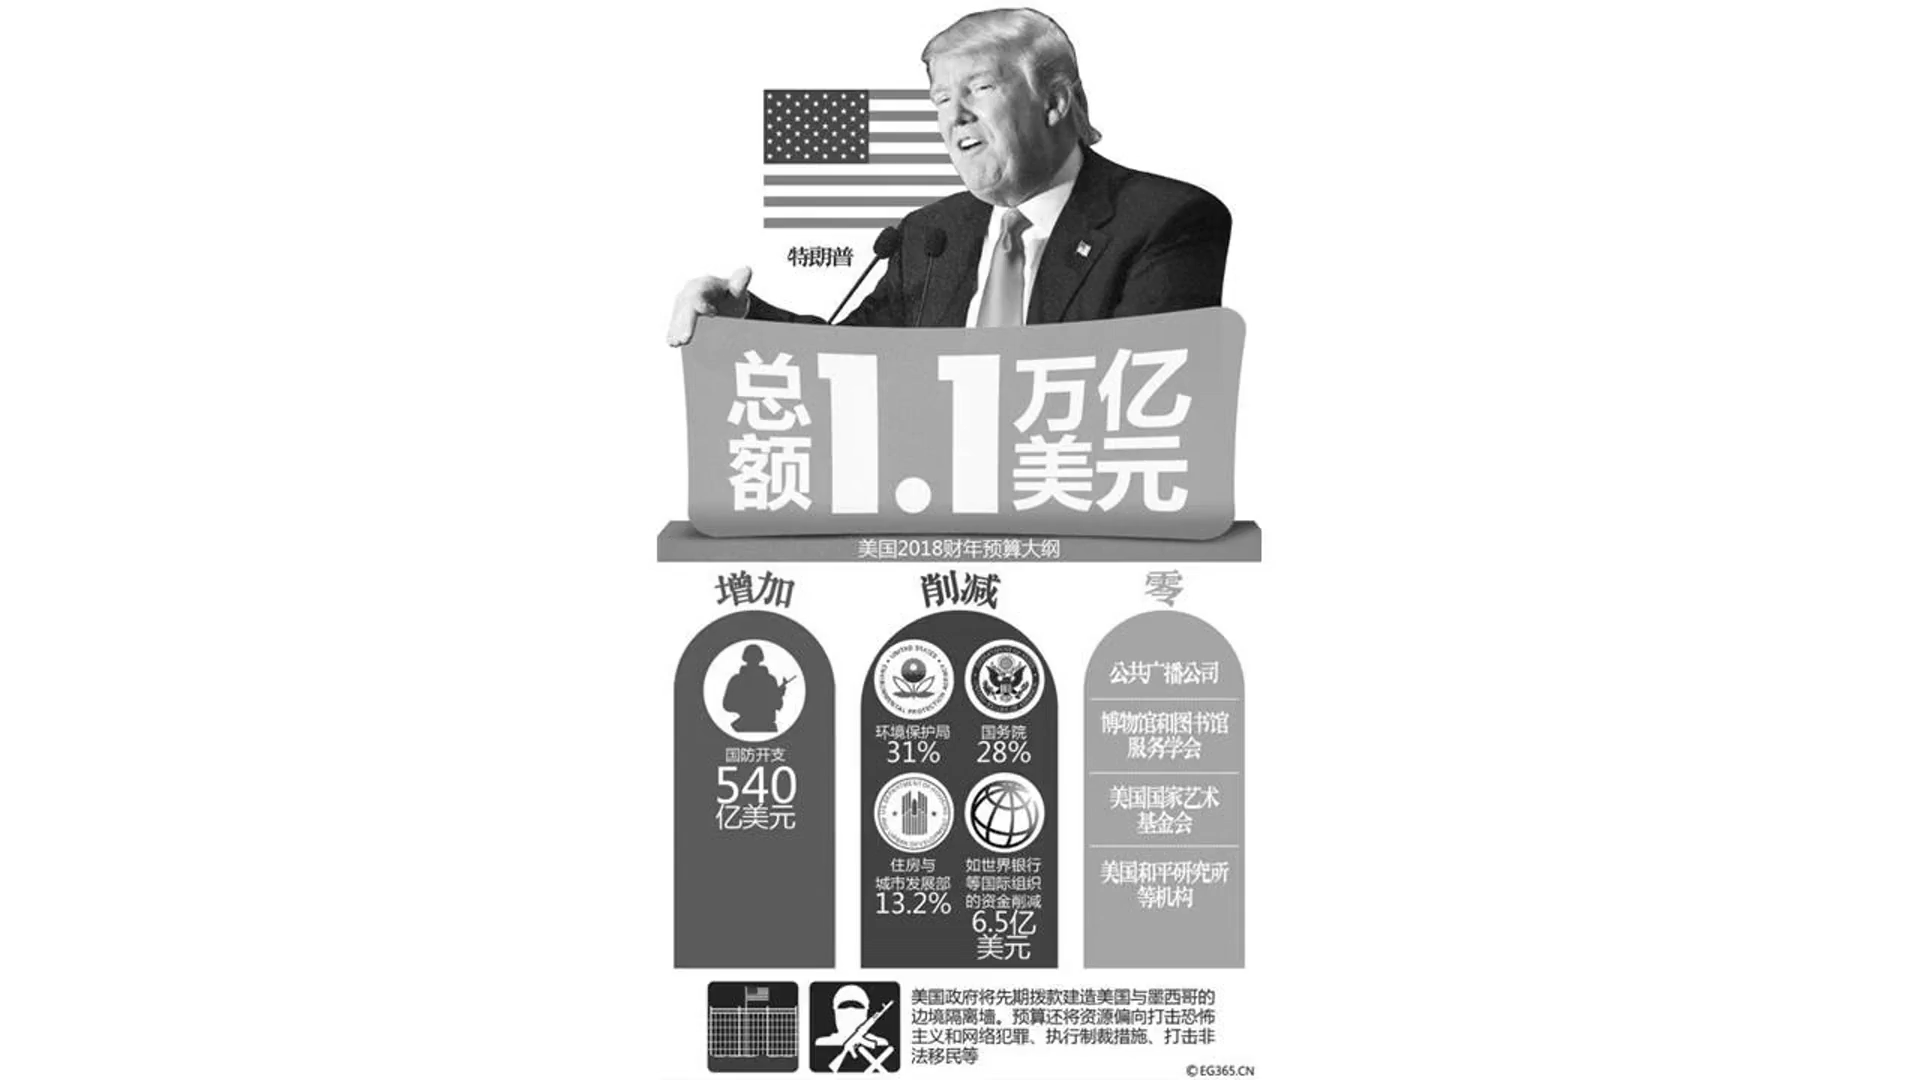 特朗普
总额1.1万亿美元
美国2018财年预算大纲
增加
国防开支
540
亿美元
削减
UNITED STATES ENVIRONMENTAL PROTECTION AGENCY
环境保护局
31%
国务院
28%
住房与
城市发展部
13.2%
如世界银行
等国际组织
的资金削减
6.5亿
美元
零
公共广播公司
博物馆和图书馆
服务学会
美国国家艺术
基金会
美国和平研究所
等机构
美国政府将先期拨款建造美国与墨西哥的
边境隔离墙。预算还将资源偏向打击恐怖
主义和网络犯罪、执行制裁措施、打击非
法移民等
©EG365.CN